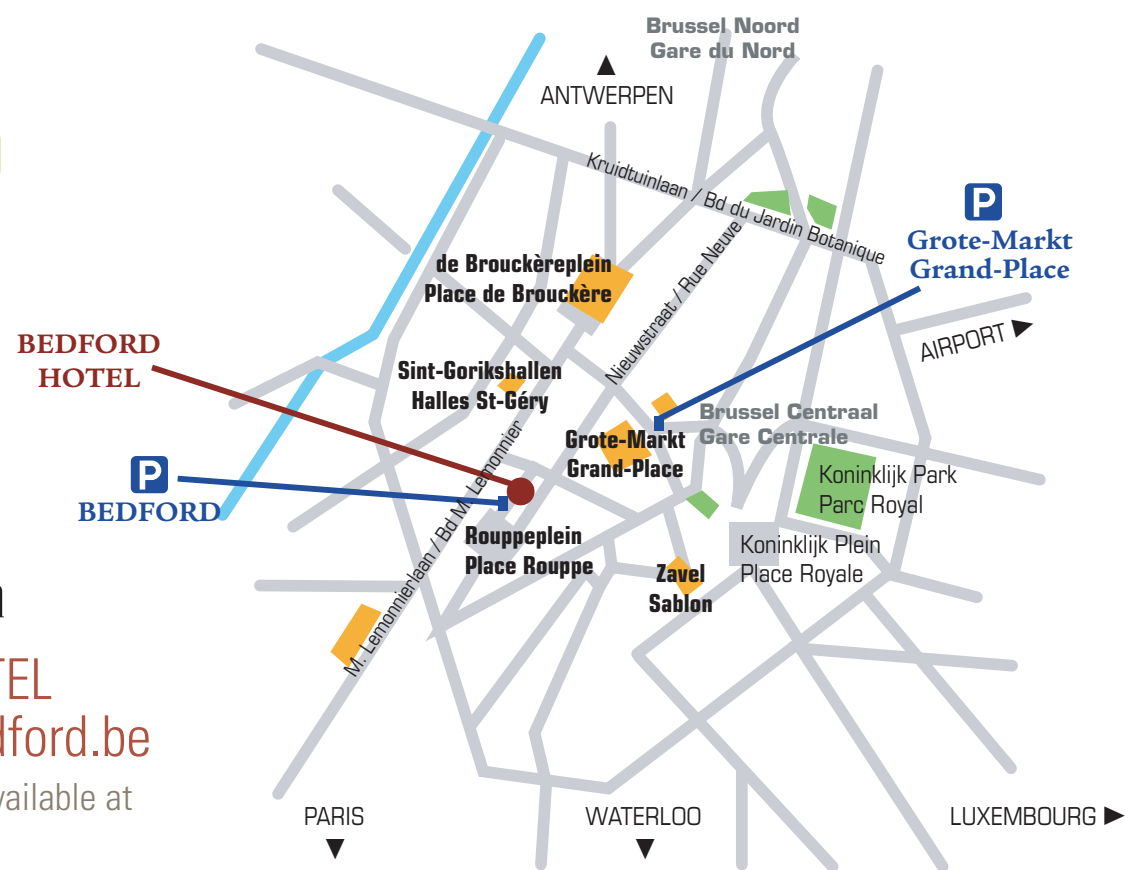 Brussel Noord
Gare du Nord
ANTWERPEN
Kruidtuinlaan / Bd du Jardin Botanique
P
Grote-Markt
Grand-Place
de Brouckèreplein
Place de Brouckère
Nieuwstraat / Rue Neuve
AIRPORT
BEDFORD
HOTEL
Sint-Gorikshallen
Halles St-Géry
Brussel Centraal
Gare Centrale
Grote-Markt
Grand-Place
P
BEDFORD
M. Lemonnierlaan / Bd M. Lemonnier
Koninklijk Park
Parc Royal
Rouppeplein
Place Rouppe
Koninklijk Plein
Place Royale
Zavel
Sablon
TEL
dford.be
vailable at
PARIS
WATERLOO
LUXEMBOURG